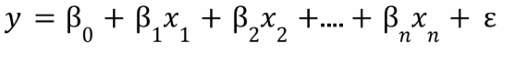 y = β₀ + β₁x₁ + β₂x₂ +.... + βₙxₙ + ε